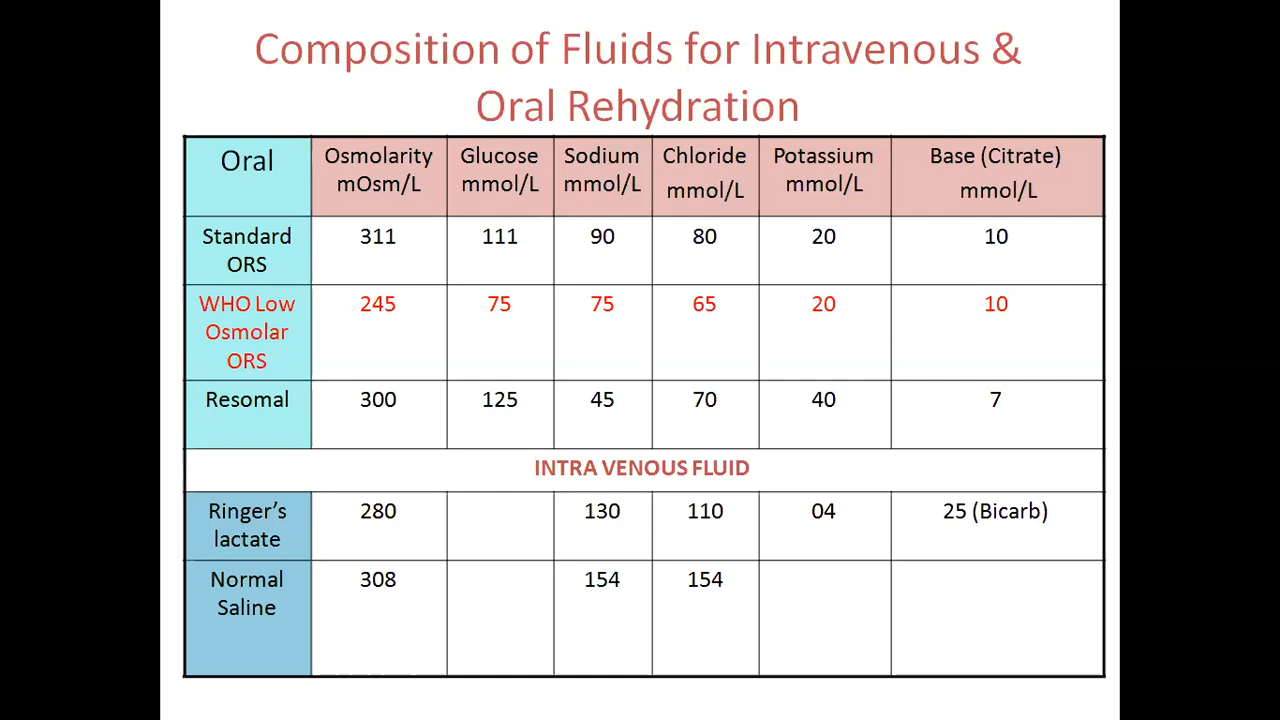 Composition of Fluids for Intravenous &
Oral Rehydration
Oral Osmolarity mOsm/L Glucose mmol/L Sodium mmol/L Chloride mmol/L Potassium mmol/L Base (Citrate) mmol/L
Standard ORS 311 111 90 80 20 10
WHO Low Osmolar ORS 245 75 75 65 20 10
Resomal 300 125 45 70 40 7
INTRA VENOUS FLUID
Ringer's lactate 280 130 110 04 25 (Bicarb)
Normal Saline 308 154 154